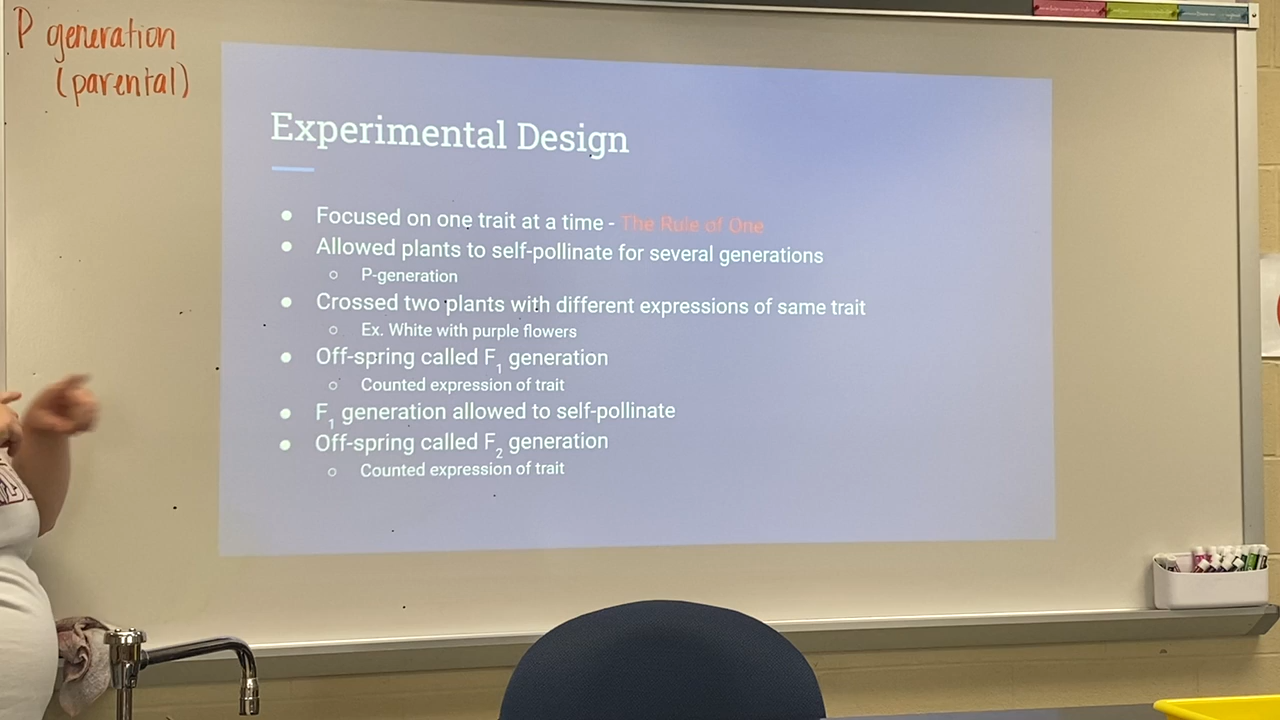 P generation
(parental)
Experimental Design
● Focused on one trait at a time - The Rule of One
● Allowed plants to self-pollinate for several generations
○ P-generation
● Crossed two plants with different expressions of same trait
○ Ex. White with purple flowers
● Off-spring called F₁ generation
○ Counted expression of trait
● F₁ generation allowed to self-pollinate
● Off-spring called F₂ generation
○ Counted expression of trait